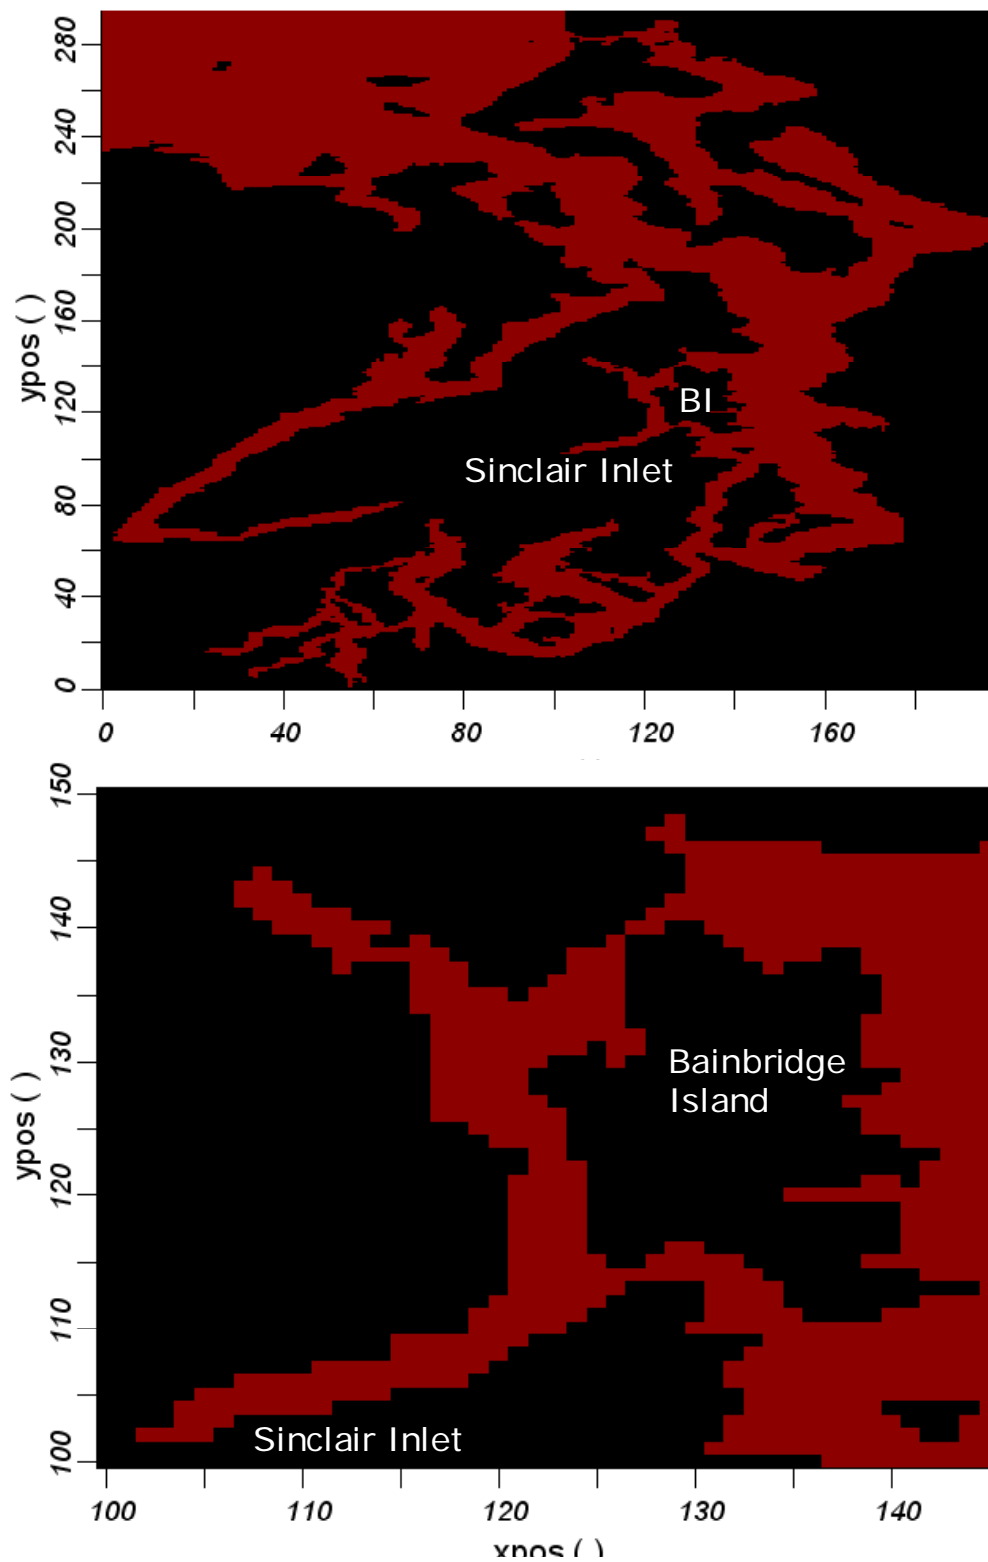 280
240
200
160
120
80
40
0
ypos ( )
BI
Sinclair Inlet
0 40 80 120 160
150
140
130
120
110
100
ypos ( )
Bainbridge
Island
Sinclair Inlet
100 110 120 130 140
xpos ( )